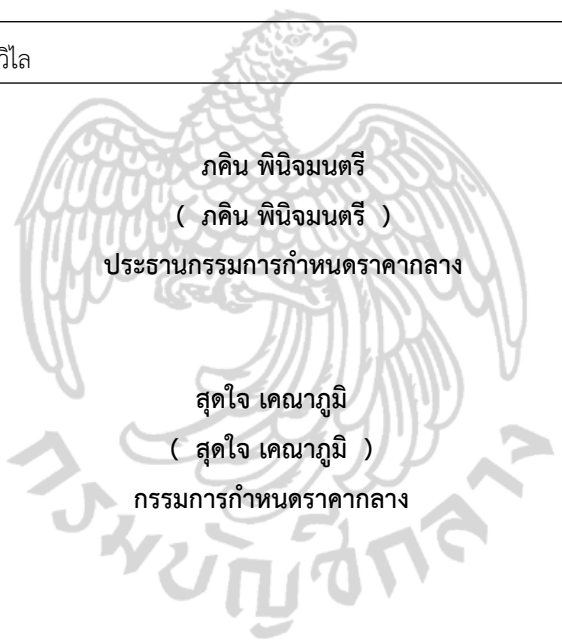 วิไล
ภคิน พินิจมนตรี
( ภคิน พินิจมนตรี )
ประธานกรรมการกำหนดราคากลาง
สุดใจ เคณาภูมิ
( สุดใจ เคณาภูมิ )
กรรมการกำหนดราคากลาง
กรมบัญชีกลาง